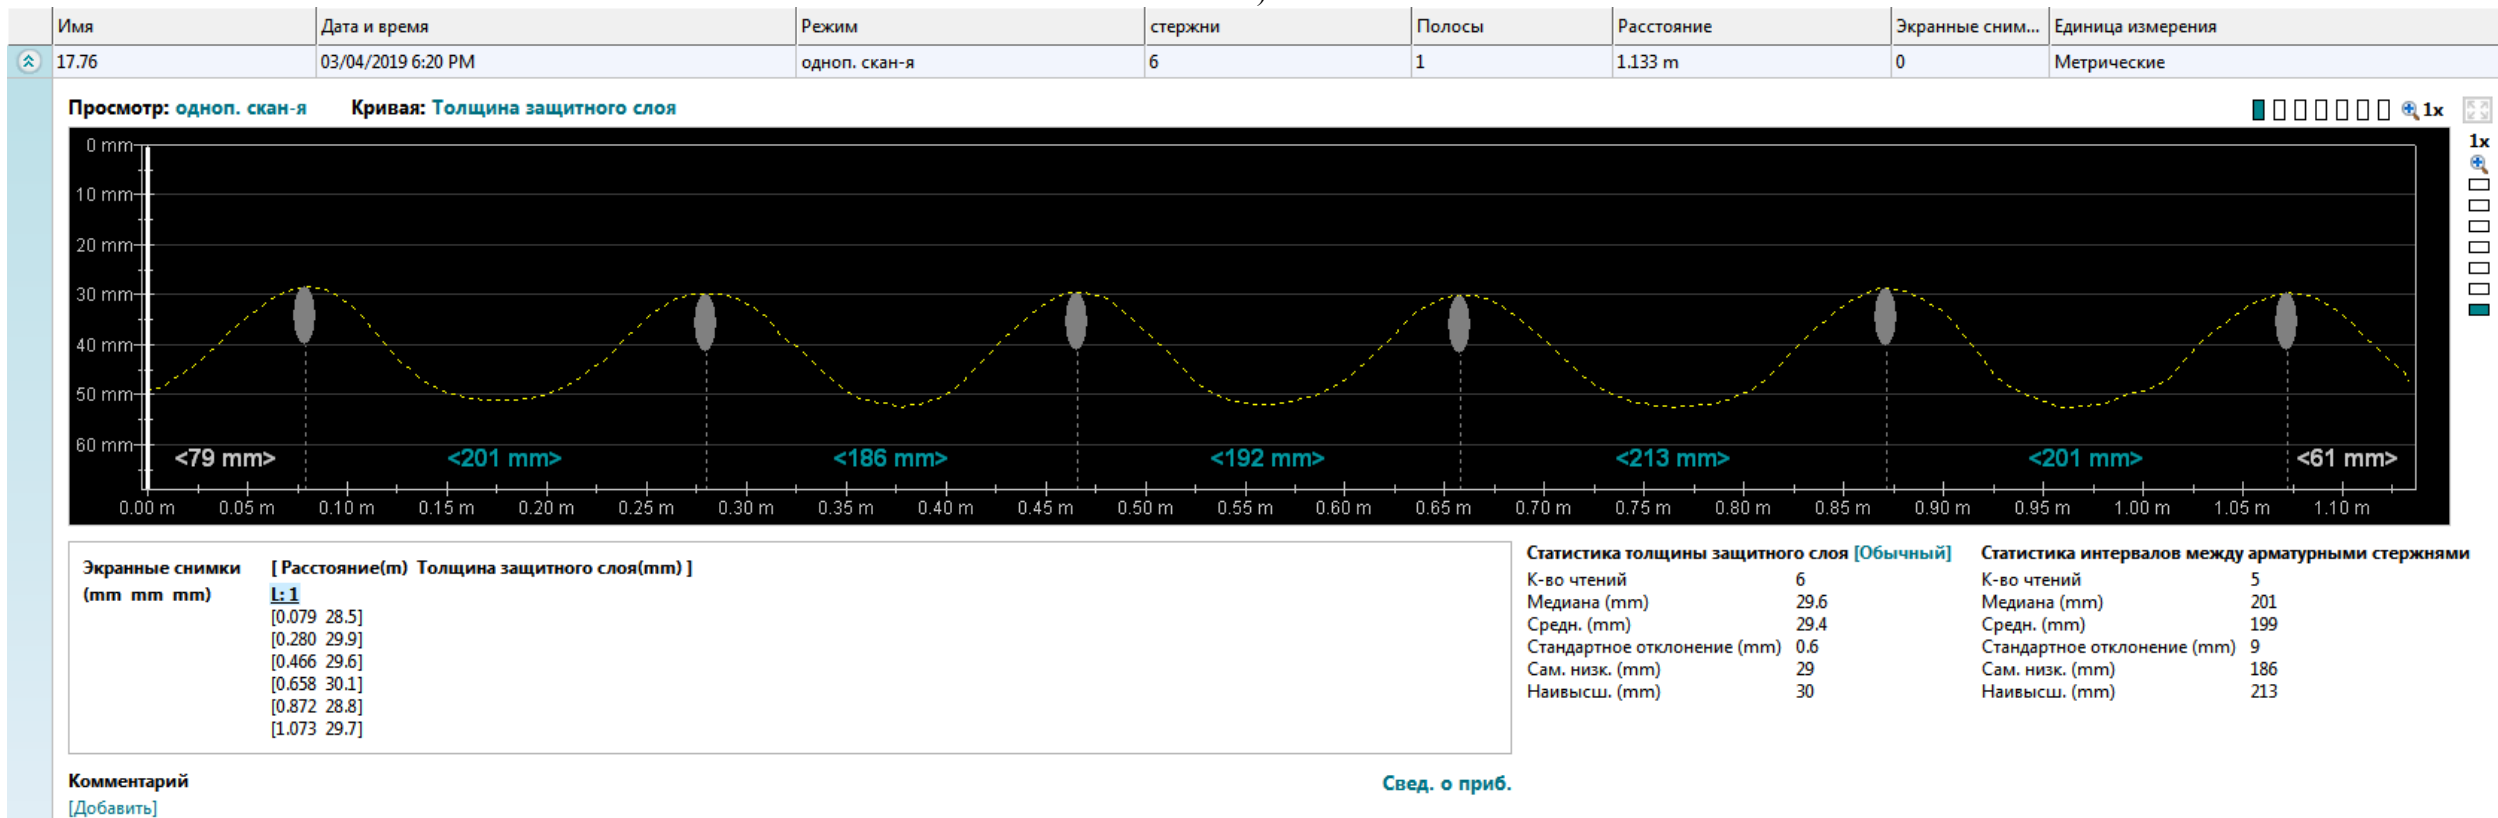 Имя Дата и время Режим стержни Полосы Расстояние Экранные сним... Единица измерения
17.76 03/04/2019 6:20 PM одноп. скан-я 6 1 1.133 m 0 Метрические
Просмотр: одноп. скан-я Кривая: Толщина защитного слоя 1x
1x
0 mm
10 mm
20 mm
30 mm
40 mm
50 mm
60 mm
<79 mm> <201 mm> <186 mm> <192 mm> <213 mm> <201 mm> <61 mm>
0.00 m 0.05 m 0.10 m 0.15 m 0.20 m 0.25 m 0.30 m 0.35 m 0.40 m 0.45 m 0.50 m 0.55 m 0.60 m 0.65 m 0.70 m 0.75 m 0.80 m 0.85 m 0.90 m 0.95 m 1.00 m 1.05 m 1.10 m
Экранные снимки [ Расстояние(m) Толщина защитного слоя(mm) ]
(mm mm mm) L: 1
[0.079 28.5]
[0.280 29.9]
[0.466 29.6]
[0.658 30.1]
[0.872 28.8]
[1.073 29.7]
Статистика толщины защитного слоя [Обычный]
К-во чтений 6
Медиана (mm) 29.6
Средн. (mm) 29.4
Стандартное отклонение (mm) 0.6
Сам. низк. (mm) 29
Наивысш. (mm) 30
Статистика интервалов между арматурными стержнями
К-во чтений 5
Медиана (mm) 201
Средн. (mm) 199
Стандартное отклонение (mm) 9
Сам. низк. (mm) 186
Наивысш. (mm) 213
Комментарий Свед. о приб.
[Добавить]